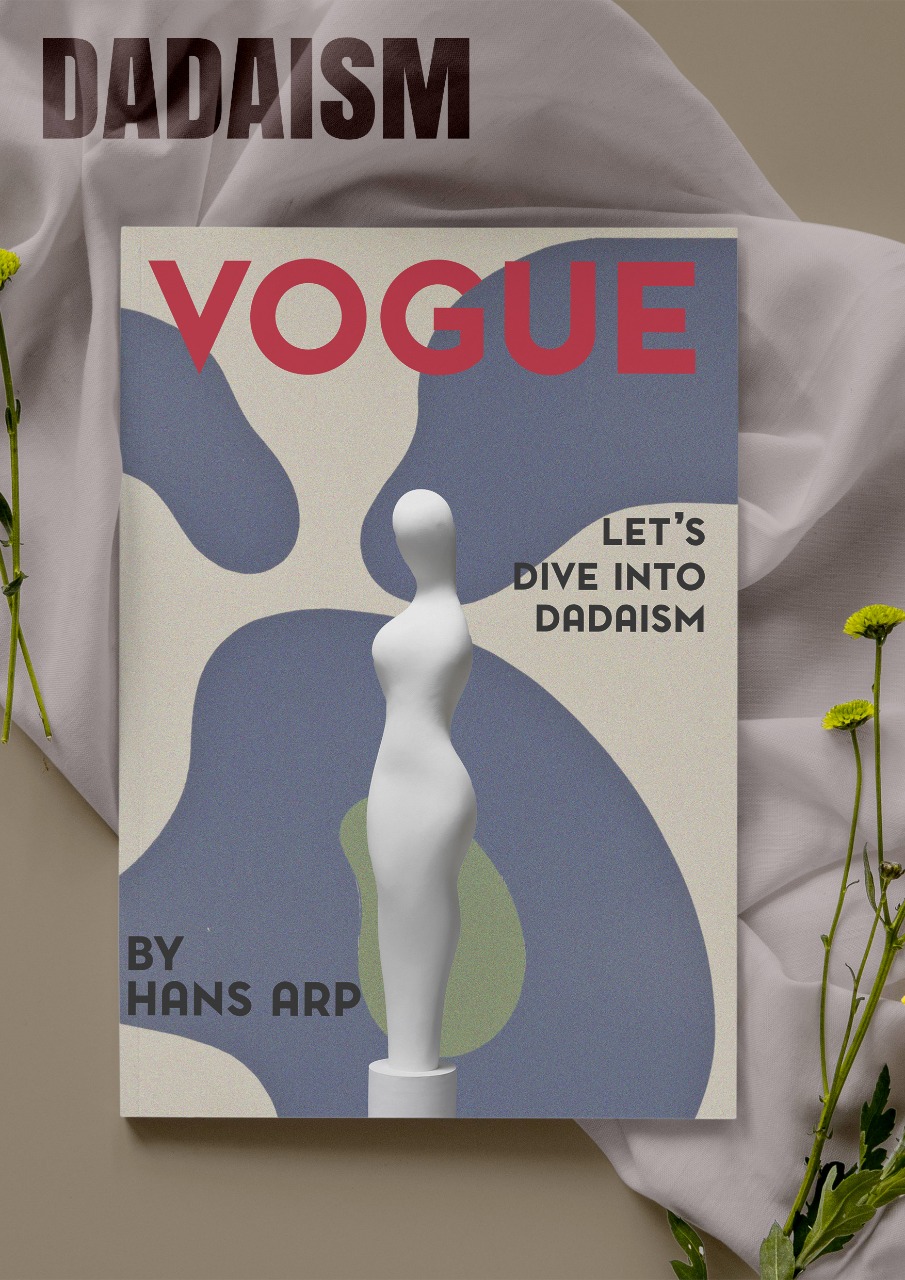 DADAISM
VOGUE
LET'S
DIVE INTO
DADAISM
BY
HANS ARP